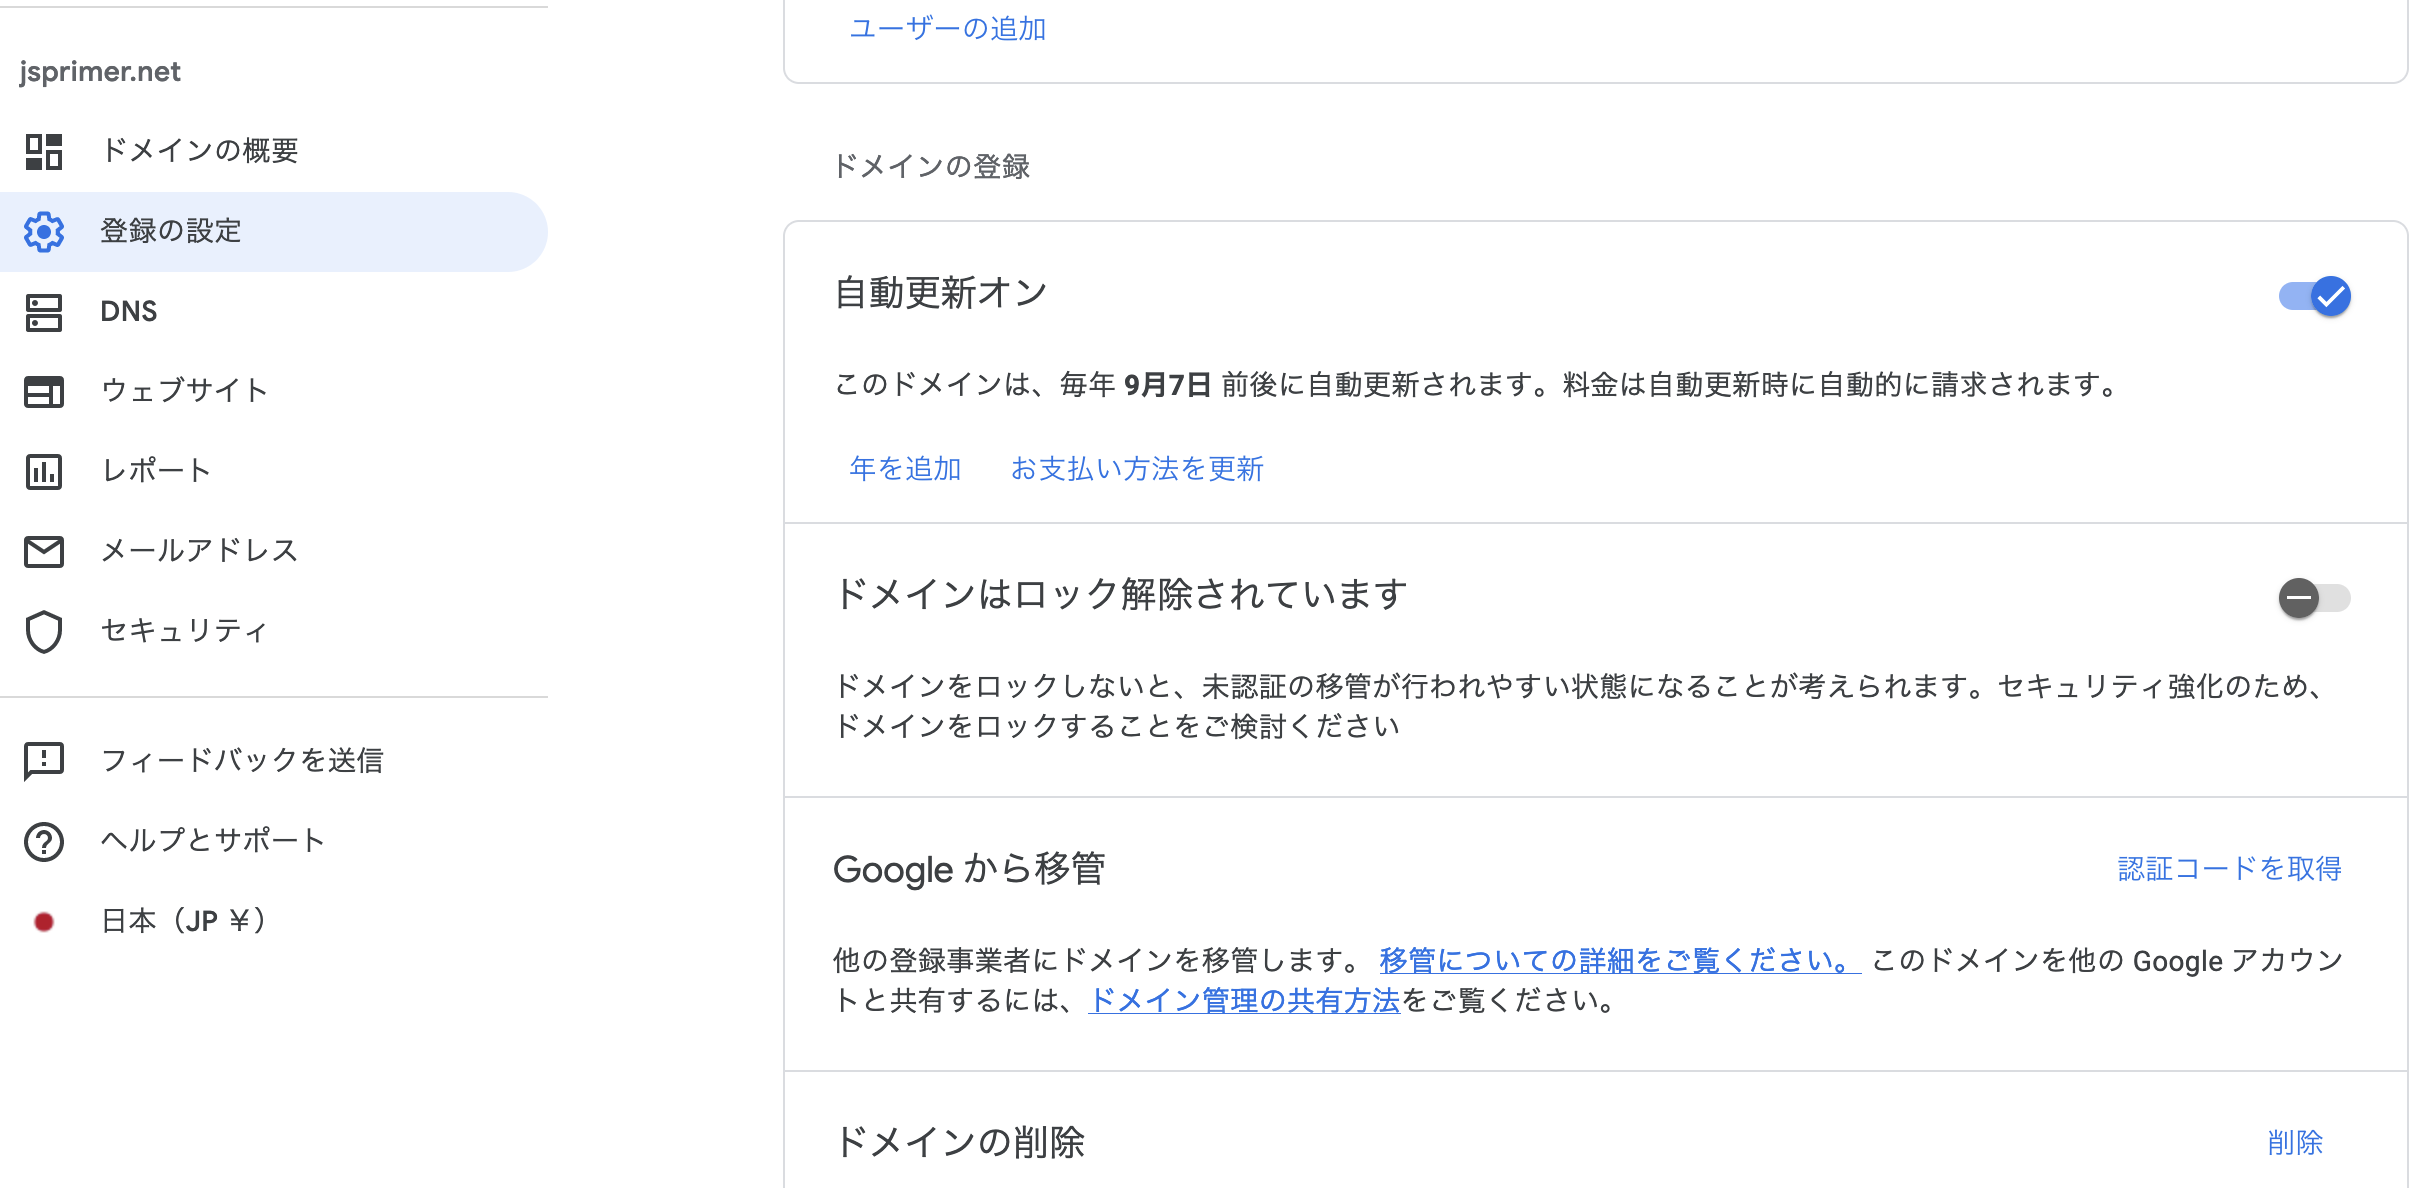 jsprimer.net
ドメインの概要
登録の設定
DNS
ウェブサイト
レポート
メールアドレス
セキュリティ
フィードバックを送信
ヘルプとサポート
日本（JP ￥）
ユーザーの追加
ドメインの登録
自動更新オン
このドメインは、毎年 9月7日 前後に自動更新されます。料金は自動更新時に自動的に請求されます。
年を追加 お支払い方法を更新
ドメインはロック解除されています
ドメインをロックしないと、未認証の移管が行われやすい状態になることが考えられます。セキュリティ強化のため、
ドメインをロックすることをご検討ください
Google から移管 認証コードを取得
他の登録事業者にドメインを移管します。 移管についての詳細をご覧ください。 このドメインを他の Google アカウン
トと共有するには、ドメイン管理の共有方法をご覧ください。
ドメインの削除 削除